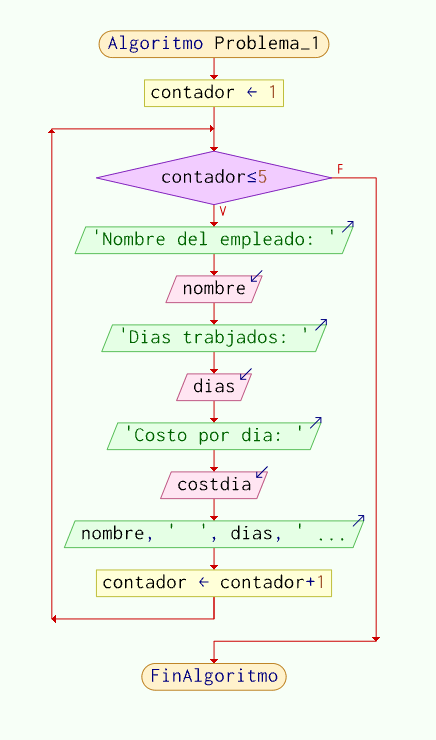 Algoritmo Problema_1
contador ← 1
contador≤5
F
V
'Nombre del empleado: '
nombre
'Dias trabjados: '
dias
'Costo por dia: '
costdia
nombre, '  ', dias, ' ...
contador ← contador+1
FinAlgoritmo